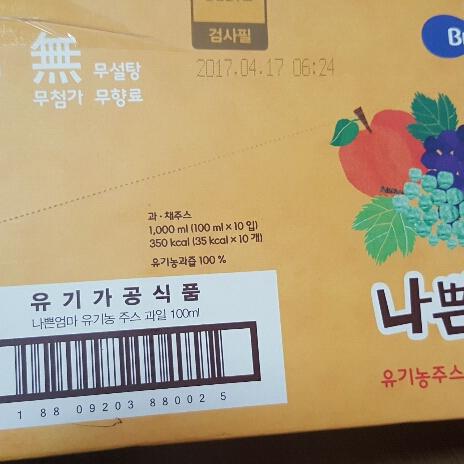 검사필
無 무설탕
무첨가 무향료
2017.04.17 06:24
과·채주스
1,000 ml (100 ml × 10 입)
350 kcal (35 kcal × 10 개)
유기농과즙 100 %
유기가공식품
나쁜엄마 유기농 주스 과일 100ml
1 88 09203 88002 5
나쁜
유기농주스